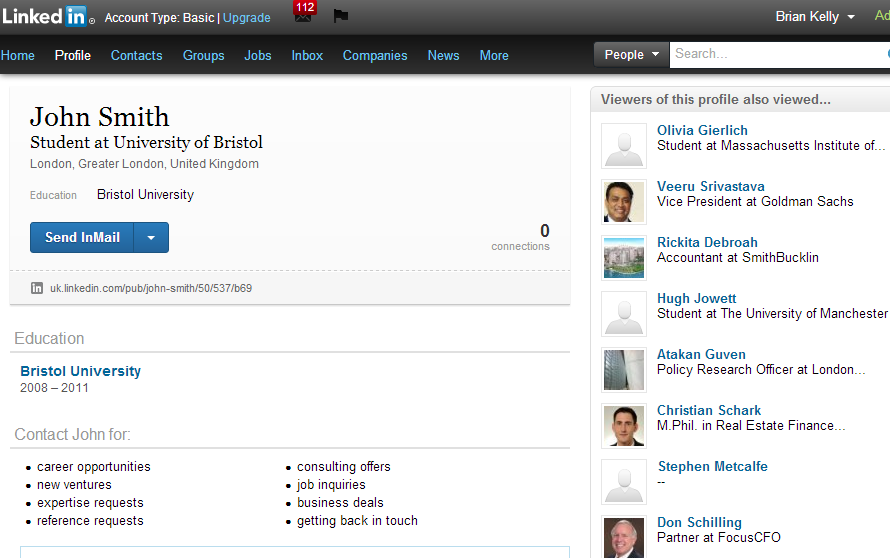 Linked in® Account Type: Basic | Upgrade 112 Brian Kelly Ad
Home Profile Contacts Groups Jobs Inbox Companies News More People Search...
John Smith
Student at University of Bristol
London, Greater London, United Kingdom
Education Bristol University
Send InMail
0
connections
uk.linkedin.com/pub/john-smith/50/537/b69
Education
Bristol University
2008 – 2011
Contact John for:
• career opportunities
• new ventures
• expertise requests
• reference requests
• consulting offers
• job inquiries
• business deals
• getting back in touch
Viewers of this profile also viewed...
Olivia Gierlich
Student at Massachusetts Institute of...
Veeru Srivastava
Vice President at Goldman Sachs
Rickita Debroah
Accountant at SmithBucklin
Hugh Jowett
Student at The University of Manchester
Atakan Guven
Policy Research Officer at London...
Christian Schark
M.Phil. in Real Estate Finance...
Stephen Metcalfe
--
Don Schilling
Partner at FocusCFO